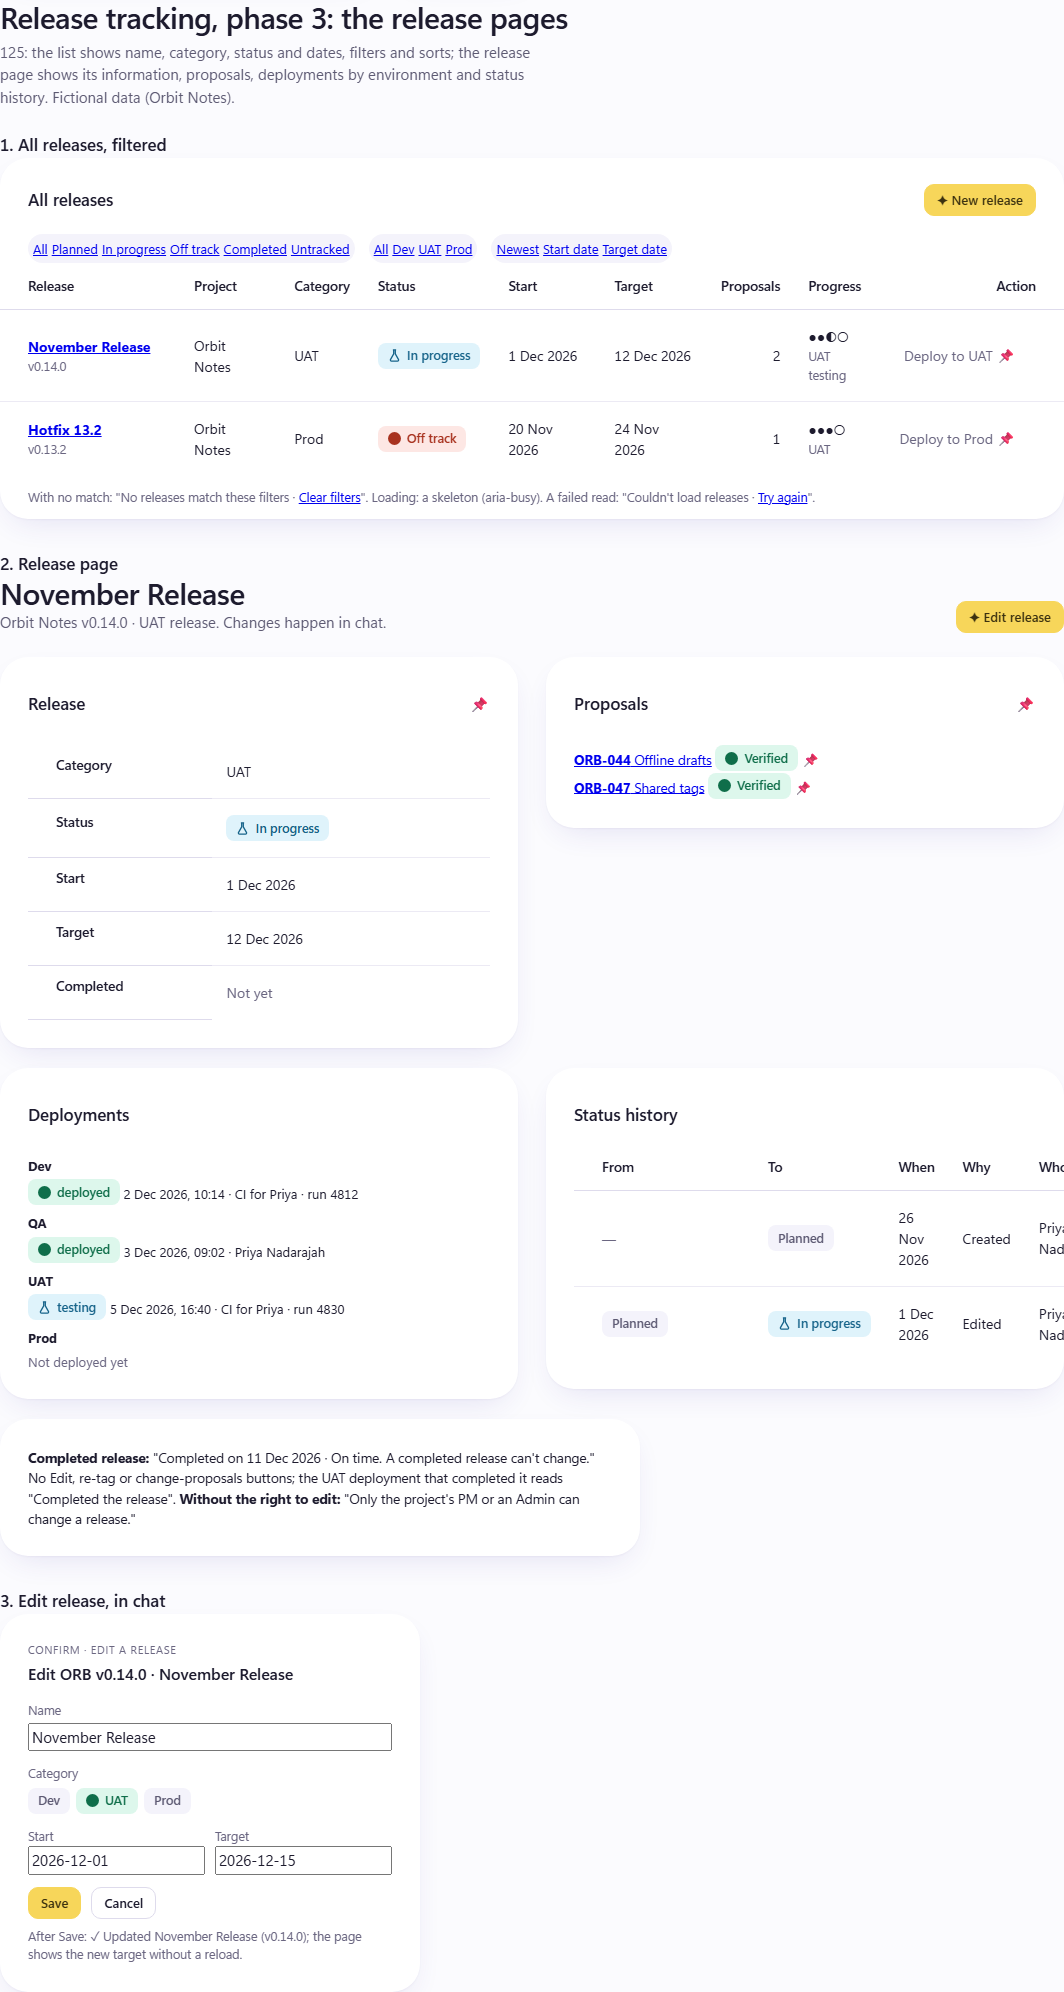 Release tracking, phase 3: the release pages
125: the list shows name, category, status and dates, filters and sorts; the release
page shows its information, proposals, deployments by environment and status
history. Fictional data (Orbit Notes).
1. All releases, filtered
All releases
✦ New release
All Planned In progress Off track Completed Untracked All Dev UAT Prod Newest Start date Target date
Release Project Category Status Start Target Proposals Progress Action
November Release
v0.14.0
Orbit
Notes
UAT
In progress
1 Dec 2026
12 Dec 2026
2
UAT
testing
Deploy to UAT
Hotfix 13.2
v0.13.2
Orbit
Notes
Prod
Off track
20 Nov
2026
24 Nov
2026
1
UAT
Deploy to Prod
With no match: "No releases match these filters · Clear filters". Loading: a skeleton (aria-busy). A failed read: "Couldn't load releases · Try again".
2. Release page
November Release
Orbit Notes v0.14.0 · UAT release. Changes happen in chat.
✦ Edit release
Release
Category UAT
Status In progress
Start 1 Dec 2026
Target 12 Dec 2026
Completed Not yet
Proposals
ORB-044 Offline drafts Verified
ORB-047 Shared tags Verified
Deployments
Dev
deployed 2 Dec 2026, 10:14 · CI for Priya · run 4812
QA
deployed 3 Dec 2026, 09:02 · Priya Nadarajah
UAT
testing 5 Dec 2026, 16:40 · CI for Priya · run 4830
Prod
Not deployed yet
Status history
From To When Why
—
Planned
26
Nov
2026
Created
Planned
In progress
1 Dec
2026
Edited
Completed release: "Completed on 11 Dec 2026 · On time. A completed release can't change."
No Edit, re-tag or change-proposals buttons; the UAT deployment that completed it reads
"Completed the release". Without the right to edit: "Only the project's PM or an Admin can
change a release."
3. Edit release, in chat
CONFIRM · EDIT A RELEASE
Edit ORB v0.14.0 · November Release
Name
November Release
Category
Dev UAT Prod
Start Target
2026-12-01 2026-12-15
Save Cancel
After Save: ✓ Updated November Release (v0.14.0); the page
shows the new target without a reload.